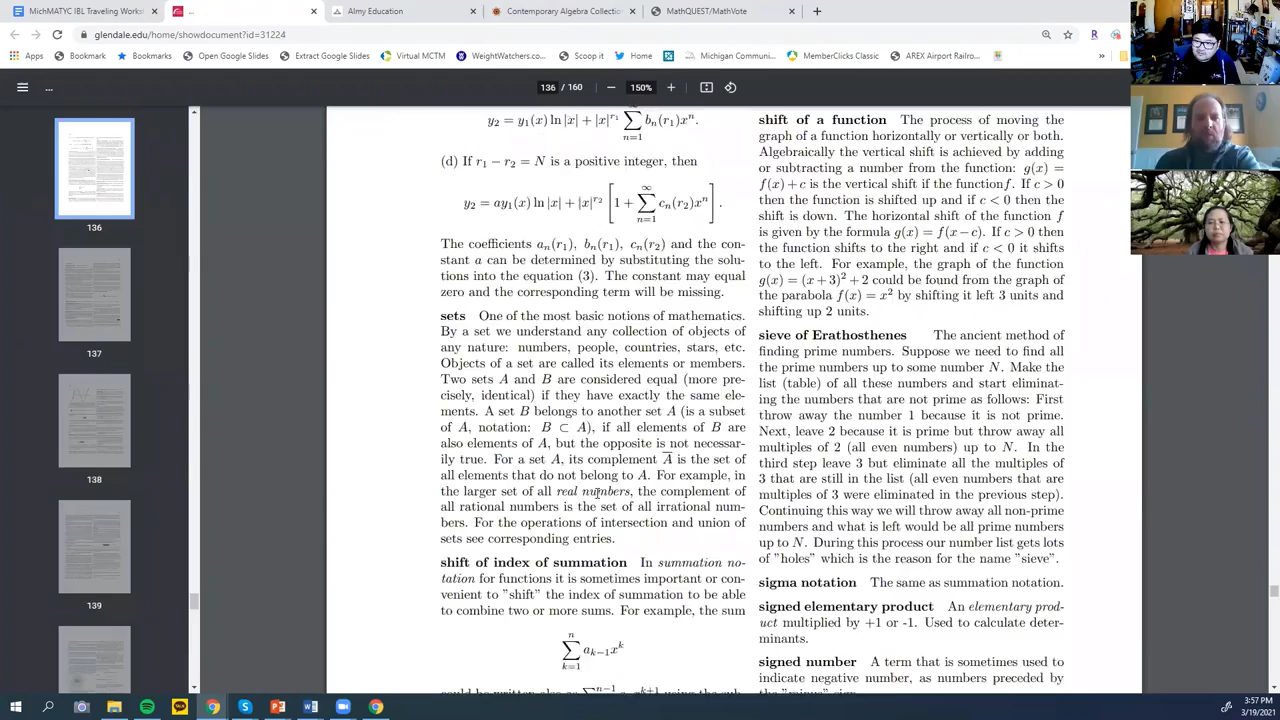 MichMATYC IBL Traveling Works
...
Almy Education
Contemporary Algebra Collectio
MathQUEST/MathVote
glendale.edu/home/showdocument?id=31224
Apps
Bookmark
Bookmarks
Open Google Slides
Extract Google Slides
Virtual MCTM
WeightWatchers.co...
Scoop it
Home
Michigan Communi...
MemberClicks Classic
AREX Airport Railro...
...
136 / 160
150%
136
137
138
139
y₂ = y₁(x) ln |x| + |x|^{r₁} ∑_{n=1}^{∞} bₙ(r₁)xⁿ.
(d) If r₁ − r₂ = N is a positive integer, then
y₂ = ay₁(x) ln |x| + |x|^{r₂} [1 + ∑_{n=1}^{∞} cₙ(r₂)xⁿ].
The coefficients aₙ(r₁), bₙ(r₁), cₙ(r₂) and the con-
stant a can be determined by substituting the solu-
tions into the equation (3). The constant may equal
zero and the corresponding term will be missing.
sets One of the most basic notions of mathematics.
By a set we understand any collection of objects of
any nature: numbers, people, countries, stars, etc.
Objects of a set are called its elements or members.
Two sets A and B are considered equal (more pre-
cisely, identical) if they have exactly the same ele-
ments. A set B belongs to another set A (is a subset
of A, notation: B ⊂ A), if all elements of B are
also elements of A, but the opposite is not necessar-
ily true. For a set A, its complement A̅ is the set of
all elements that do not belong to A. For example, in
the larger set of all real numbers, the complement of
all rational numbers is the set of all irrational num-
bers. For the operations of intersection and union of
sets see corresponding entries.
shift of index of summation In summation no-
tation for functions it is sometimes important or con-
venient to ”shift” the index of summation to be able
to combine two or more sums. For example, the sum
∑_{k=1}^{n} a_{k−1}x^k
could be written also as using the sub-
shift of a function The process of moving the
graph of a function horizontally or vertically or both.
Algebraically the vertical shift is achieved by adding
or subtracting a number from the function: g(x) =
f(x) + c is the vertical shift if the functionf. If c > 0
then the function is shifted up and if c < 0 then the
shift is down. The horizontal shift of the function f
is given by the formula g(x) = f(x−c). If c > 0 then
the function shifts to the right and if c < 0 it shifts
to the left. For example, the graph of the function
g(x) = (x+3)² + 2 could be found from the graph of
the parabola f(x) = x² by shifting it left 3 units and
shifting up 2 units.
sieve of Erathosthenes The ancient method of
finding prime numbers. Suppose we need to find all
the prime numbers up to some number N. Make the
list (table) of all these numbers and start eliminat-
ing the numbers that are not prime as follows: First
throw away the number 1 because it is not prime.
Next, leave 2 because it is prime but throw away all
multiples of 2 (all even numbers) up to N. In the
third step leave 3 but eliminate all the multiples of
3 that are still in the list (all even numbers that are
multiples of 3 were eliminated in the previous step).
Continuing this way we will throw away all non-prime
numbers and what is left would be all prime numbers
up to N. During this process our number list gets lots
of ”holes” which is the reason for the name ”sieve”.
sigma notation The same as summation notation.
signed elementary product An elementary prod-
uct multiplied by +1 or -1. Used to calculate deter-
minants.
signed number A term that is sometimes used to
indicate negative number, as numbers preceded by
the ”minus” sign.
3:57 PM
3/19/2021